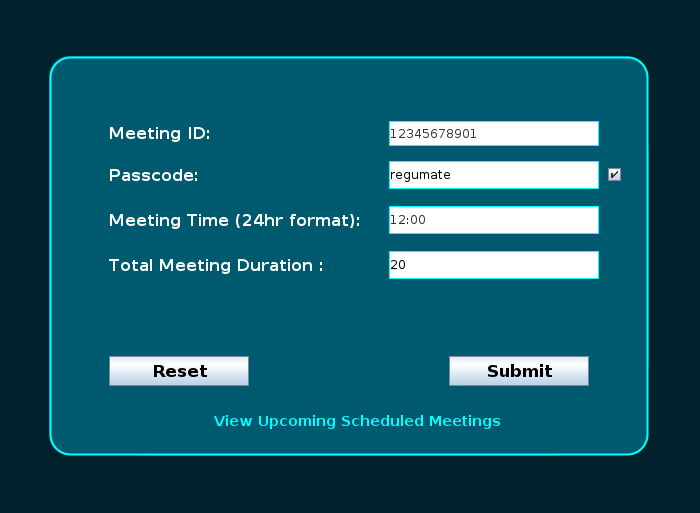 Meeting ID: 12345678901
Passcode: regumate
Meeting Time (24hr format): 12:00
Total Meeting Duration : 20
Reset Submit
View Upcoming Scheduled Meetings